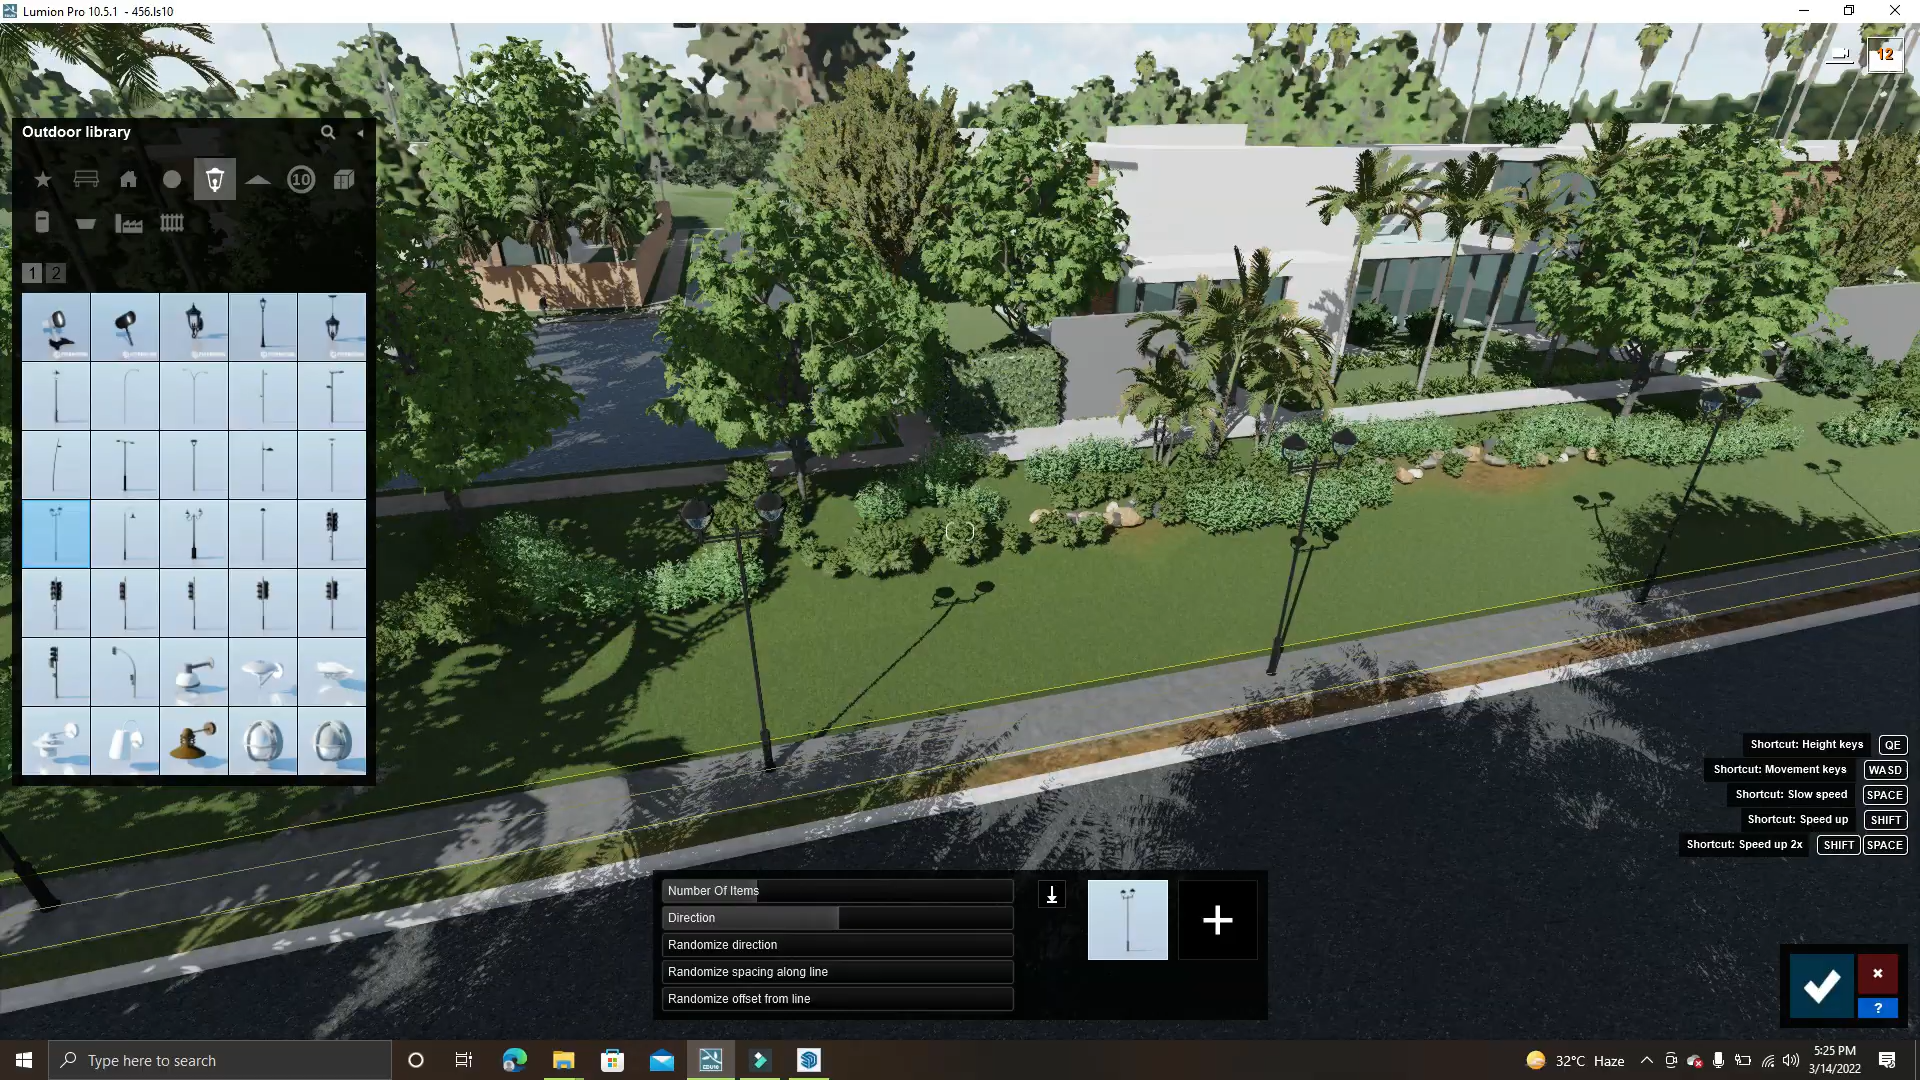 Lumion Pro 10.5.1 - 456.ls10
12
Outdoor library
10
1 2
Shortcut: Height keys QE
Shortcut: Movement keys WASD
Shortcut: Slow speed SPACE
Shortcut: Speed up SHIFT
Shortcut: Speed up 2x SHIFT SPACE
Number Of Items
Direction
Randomize direction
Randomize spacing along line
Randomize offset from line
?
Type here to search
32°C Haze
5:25 PM
3/14/2022